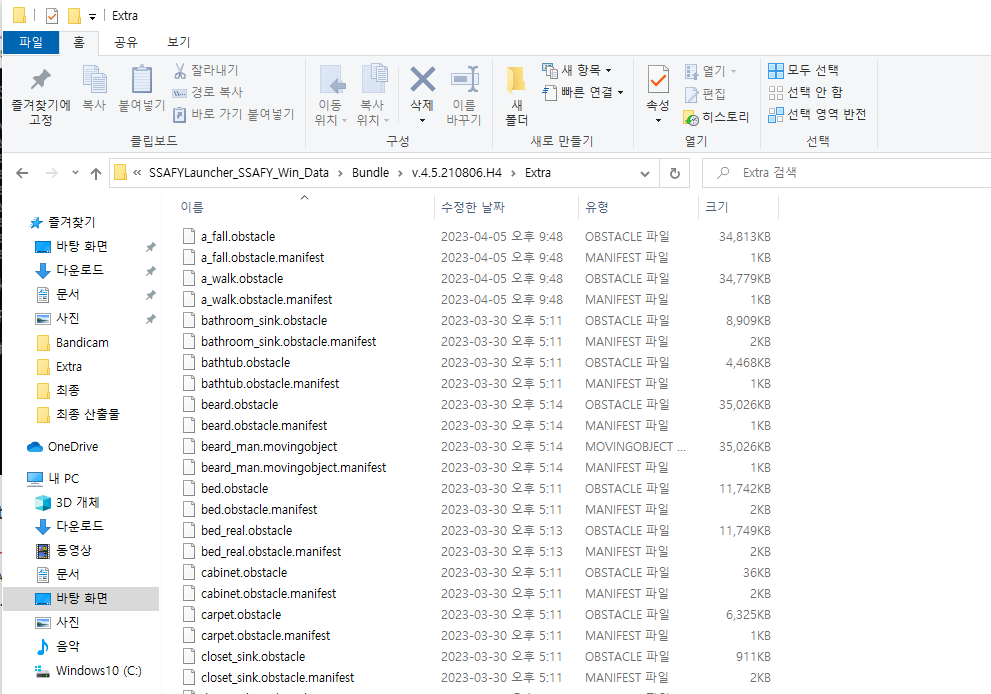 Extra
파일 홈 공유 보기
즐겨찾기에 고정
복사
붙여넣기
잘라내기
경로 복사
바로 가기 붙여넣기
클립보드
이동 위치
복사 위치
삭제
이름 바꾸기
구성
새 폴더
새 항목
빠른 연결
새로 만들기
속성
열기
편집
히스토리
열기
모두 선택
선택 안 함
선택 영역 반전
선택
« SSAFYLauncher_SSAFY_Win_Data > Bundle > v.4.5.210806.H4 > Extra
Extra 검색
즐겨찾기
바탕 화면
다운로드
문서
사진
Bandicam
Extra
최종
최종 산출물
OneDrive
내 PC
3D 개체
다운로드
동영상
문서
바탕 화면
사진
음악
Windows10 (C:)
이름 수정한 날짜 유형 크기
a_fall.obstacle 2023-04-05 오후 9:48 OBSTACLE 파일 34,813KB
a_fall.obstacle.manifest 2023-04-05 오후 9:48 MANIFEST 파일 1KB
a_walk.obstacle 2023-04-05 오후 9:48 OBSTACLE 파일 34,779KB
a_walk.obstacle.manifest 2023-04-05 오후 9:48 MANIFEST 파일 1KB
bathroom_sink.obstacle 2023-03-30 오후 5:11 OBSTACLE 파일 8,909KB
bathroom_sink.obstacle.manifest 2023-03-30 오후 5:11 MANIFEST 파일 2KB
bathtub.obstacle 2023-03-30 오후 5:11 OBSTACLE 파일 4,468KB
bathtub.obstacle.manifest 2023-03-30 오후 5:11 MANIFEST 파일 1KB
beard.obstacle 2023-03-30 오후 5:14 OBSTACLE 파일 35,026KB
beard.obstacle.manifest 2023-03-30 오후 5:14 MANIFEST 파일 1KB
beard_man.movingobject 2023-03-30 오후 5:14 MOVINGOBJECT ... 35,026KB
beard_man.movingobject.manifest 2023-03-30 오후 5:14 MANIFEST 파일 1KB
bed.obstacle 2023-03-30 오후 5:11 OBSTACLE 파일 11,742KB
bed.obstacle.manifest 2023-03-30 오후 5:11 MANIFEST 파일 2KB
bed_real.obstacle 2023-03-30 오후 5:13 OBSTACLE 파일 11,749KB
bed_real.obstacle.manifest 2023-03-30 오후 5:13 MANIFEST 파일 2KB
cabinet.obstacle 2023-03-30 오후 5:11 OBSTACLE 파일 36KB
cabinet.obstacle.manifest 2023-03-30 오후 5:11 MANIFEST 파일 2KB
carpet.obstacle 2023-03-30 오후 5:11 OBSTACLE 파일 6,325KB
carpet.obstacle.manifest 2023-03-30 오후 5:11 MANIFEST 파일 1KB
closet_sink.obstacle 2023-03-30 오후 5:11 OBSTACLE 파일 911KB
closet_sink.obstacle.manifest 2023-03-30 오후 5:11 MANIFEST 파일 2KB